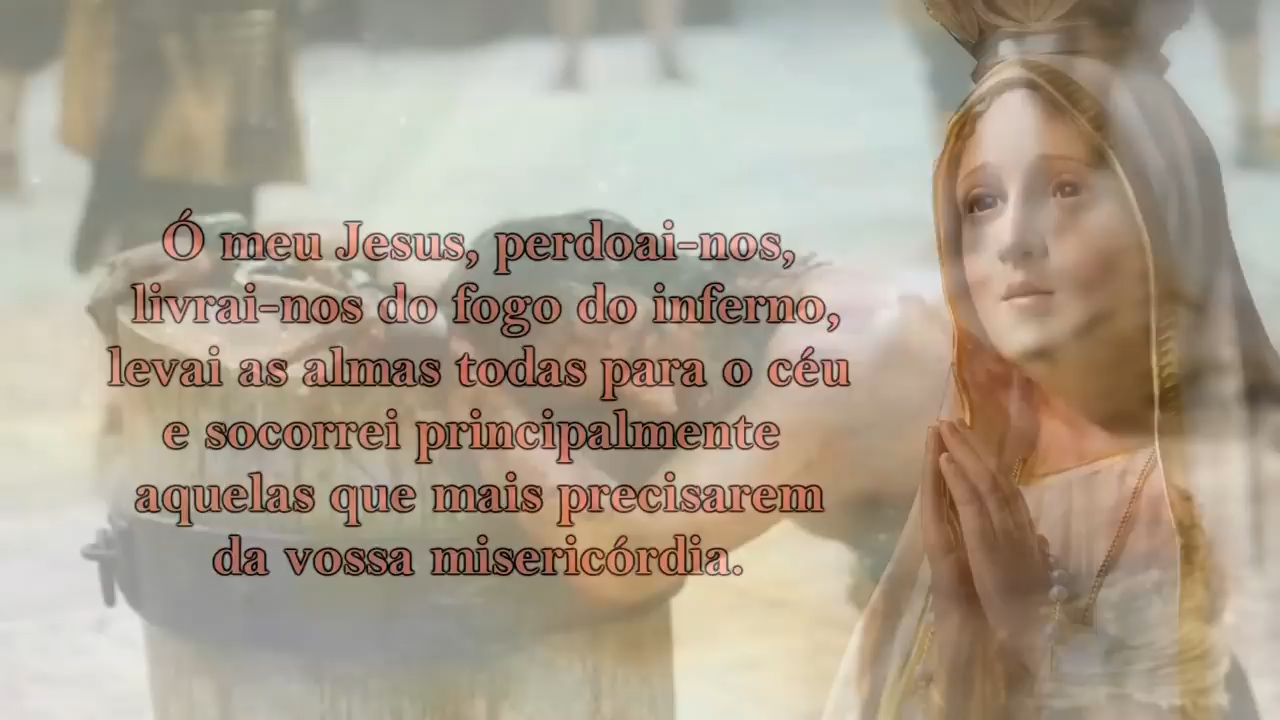 Ó meu Jesus, perdoai-nos,
livrai-nos do fogo do inferno,
levai as almas todas para o céu
e socorrei principalmente
aquelas que mais precisarem
da vossa misericórdia.